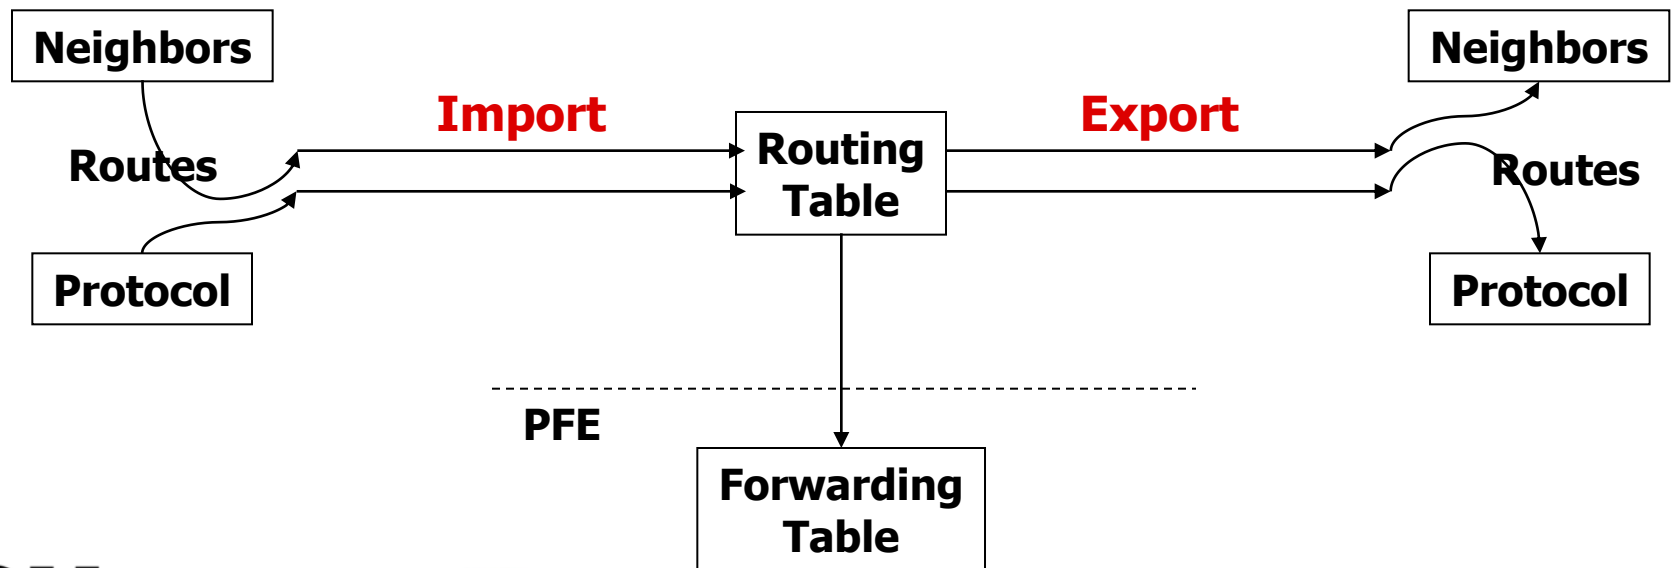 Neighbors
Neighbors
Import
Export
Routing
Table
Routes
Routes
Protocol
Protocol
PFE
Forwarding
Table